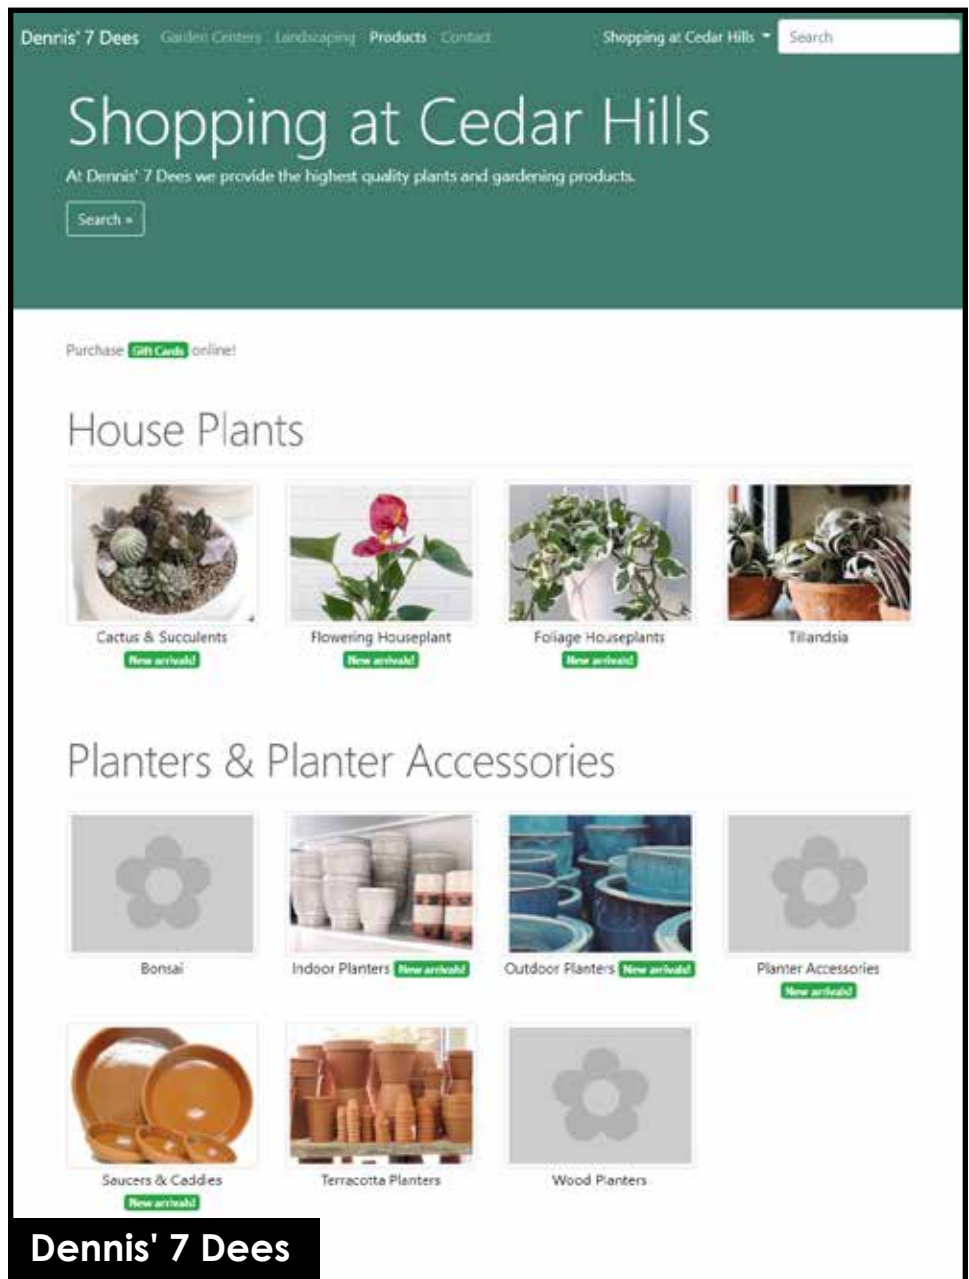 Dennis' 7 Dees Garden Centers Landscaping Products Contact Shopping at Cedar Hills Search
Shopping at Cedar Hills
At Dennis' 7 Dees we provide the highest quality plants and gardening products.
Search »
Purchase Gift Cards online!
House Plants
Cactus & Succulents
New arrivals!
Flowering Houseplant
New arrivals!
Foliage Houseplants
New arrivals!
Tillandsia
Planters & Planter Accessories
Bonsai
Indoor Planters New arrivals!
Outdoor Planters New arrivals!
Planter Accessories
New arrivals!
Saucers & Caddies
New arrivals!
Terracotta Planters
Wood Planters
Dennis' 7 Dees